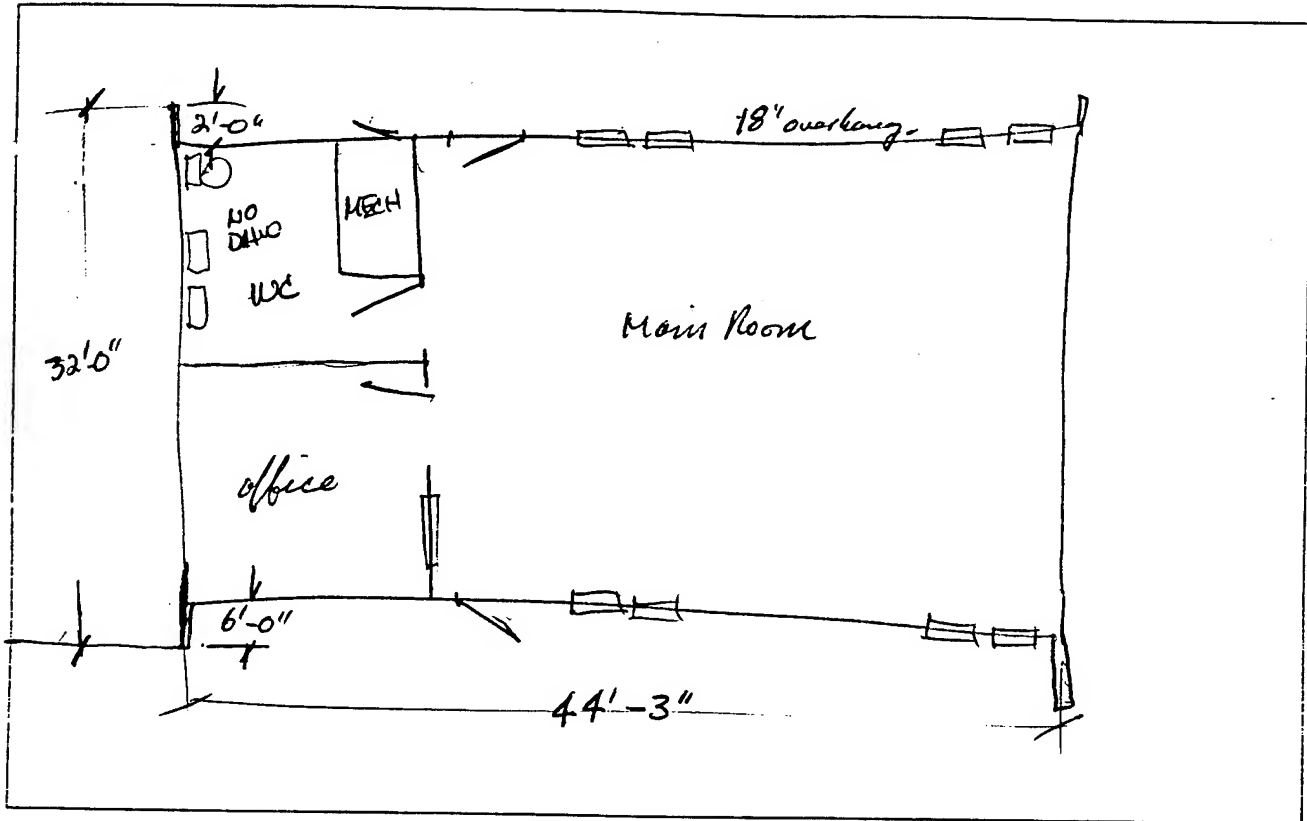 2'-0"
18" overhang.
NO
MECH
WC
32'0"
Main Room
office
6'-0"
44'-3"